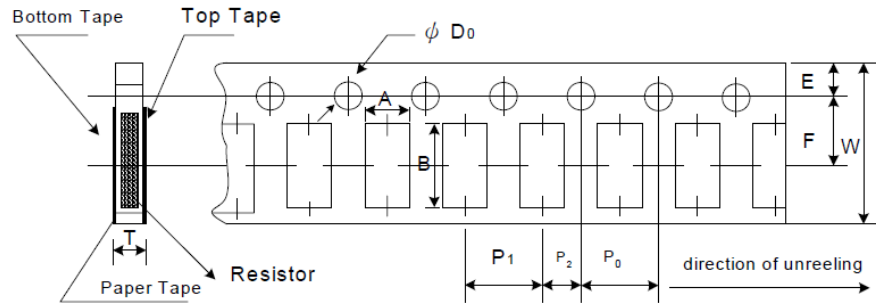 Bottom Tape
Top Tape
ψ D0
E
A
F
W
B
T
P1
P2
P0
direction of unreeling
Resistor
Paper Tape